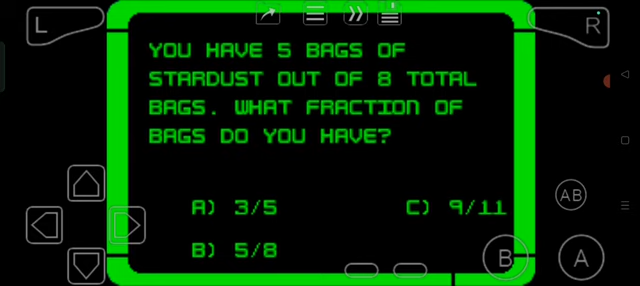 L
R
YOU HAVE 5 BAGS OF
STARDUST OUT OF 8 TOTAL
BAGS. WHAT FRACTION OF
BAGS DO YOU HAVE?
AB
A) 3/5
C) 9/11
B) 5/8
B
A